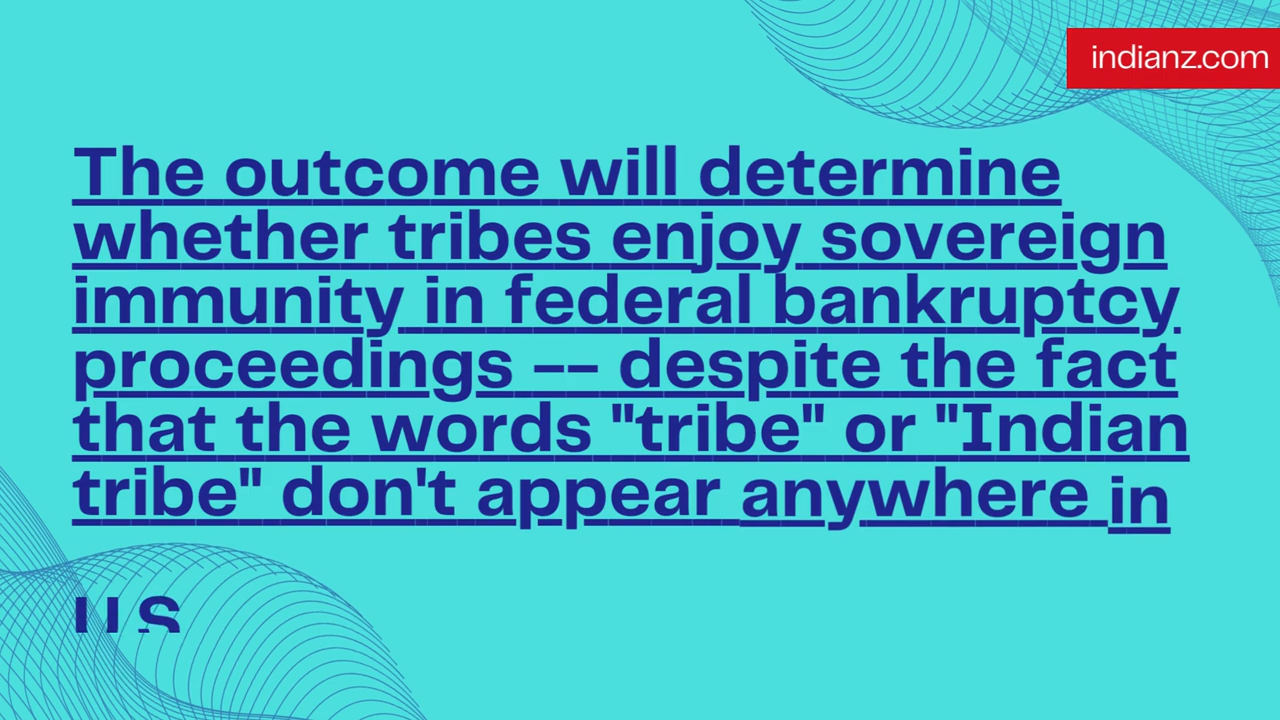 indianz.com
The outcome will determine
whether tribes enjoy sovereign
immunity in federal bankruptcy
proceedings -- despite the fact
that the words "tribe" or "Indian
tribe" don't appear anywhere in